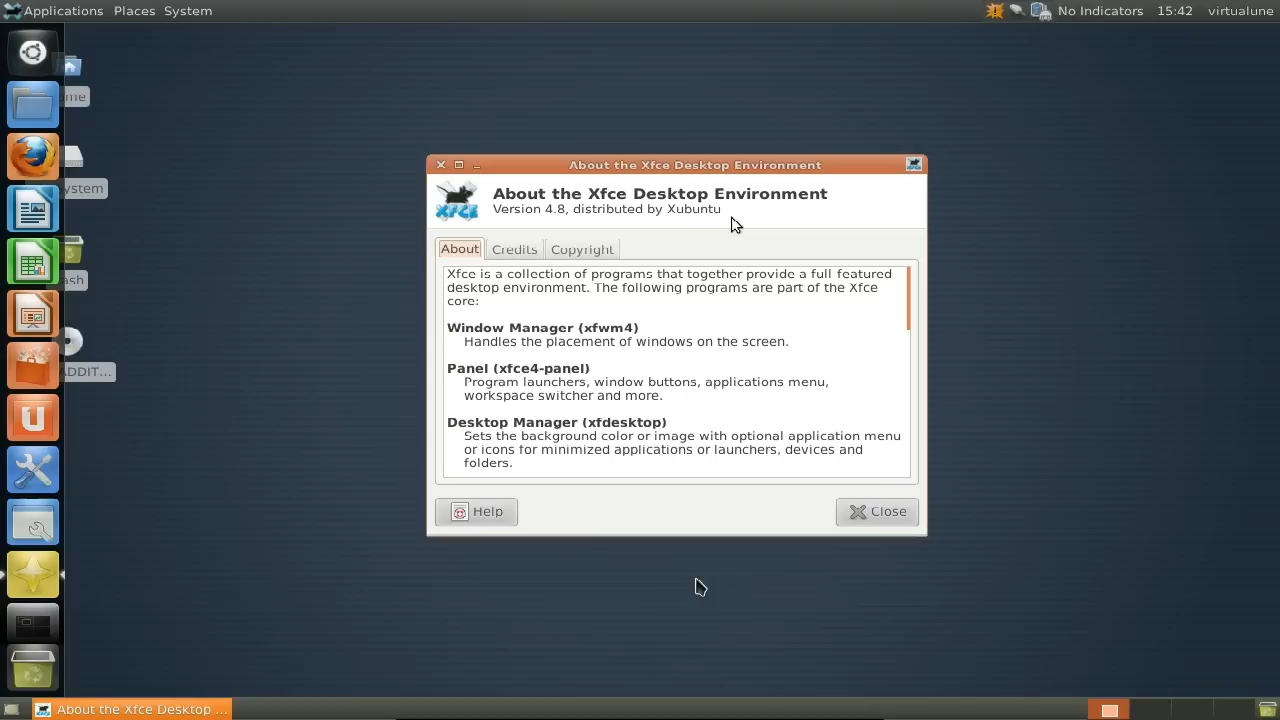 Applications Places System
No Indicators 15:42 virtualune
About the Xfce Desktop Environment
About the Xfce Desktop Environment
Version 4.8, distributed by Xubuntu
XFCE
About Credits Copyright
Xfce is a collection of programs that together provide a full featured
desktop environment. The following programs are part of the Xfce
core:
Window Manager (xfwm4)
Handles the placement of windows on the screen.
Panel (xfce4-panel)
Program launchers, window buttons, applications menu,
workspace switcher and more.
Desktop Manager (xfdesktop)
Sets the background color or image with optional application menu
or icons for minimized applications or launchers, devices and
folders.
Help
Close
me
ystem
ash
ADDIT...
About the Xfce Desktop ...